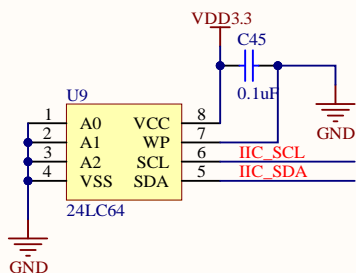 VDD3.3
C45
0.1uF
GND
U9
1 A0 VCC 8
2 A1 WP 7
3 A2 SCL 6 IIC_SCL
4 VSS SDA 5 IIC_SDA
24LC64
GND